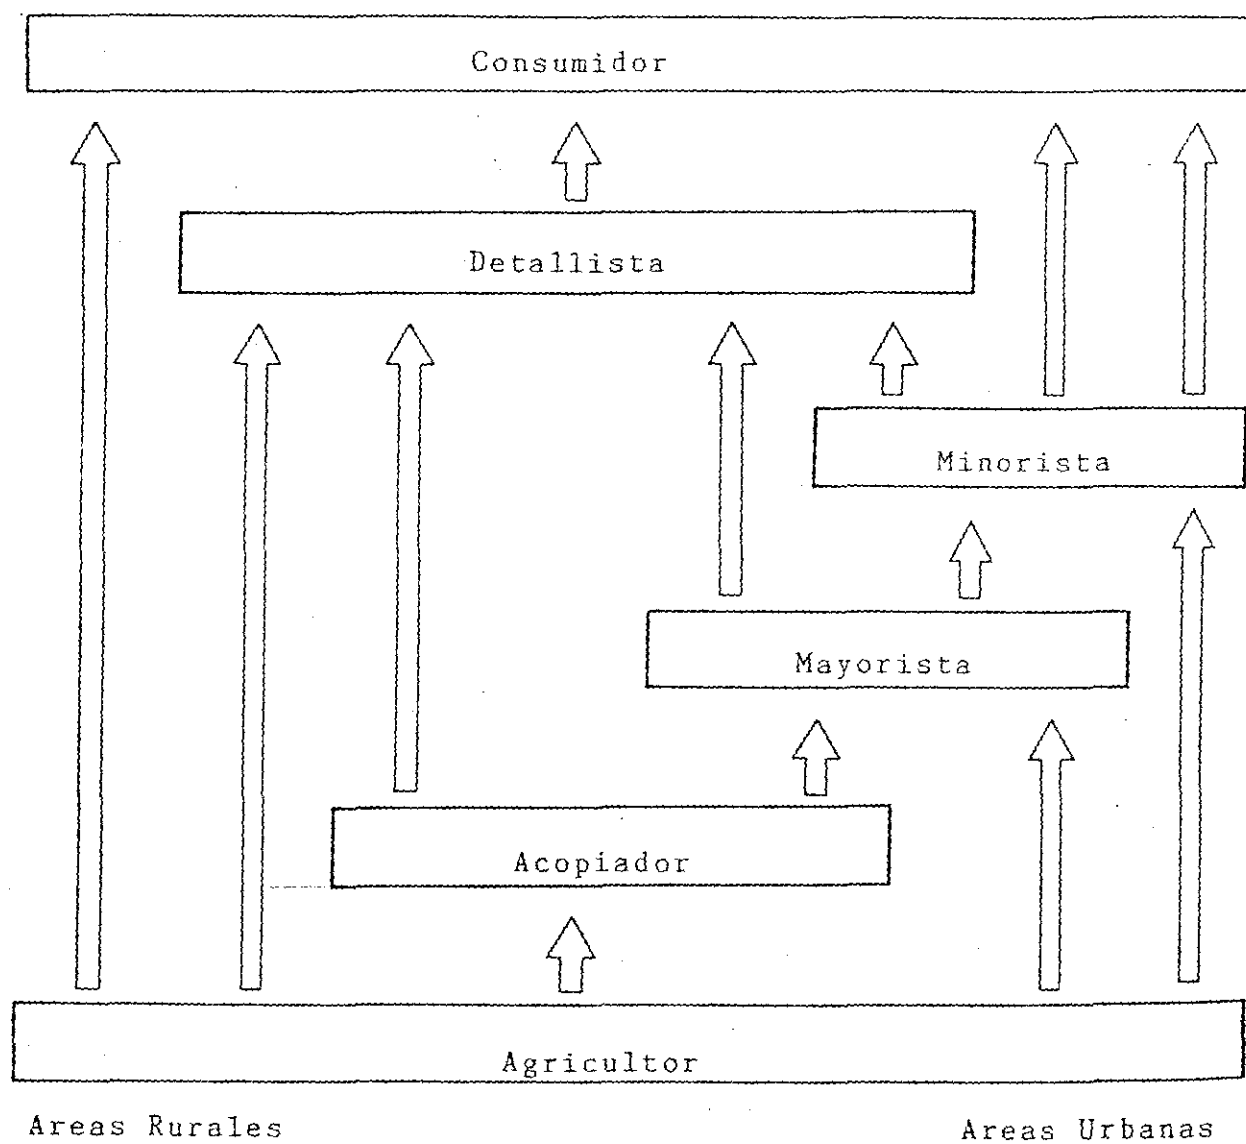 Consumidor
Detallista
Minorista
Mayorista
Acopiador
Agricultor
Areas Rurales
Areas Urbanas